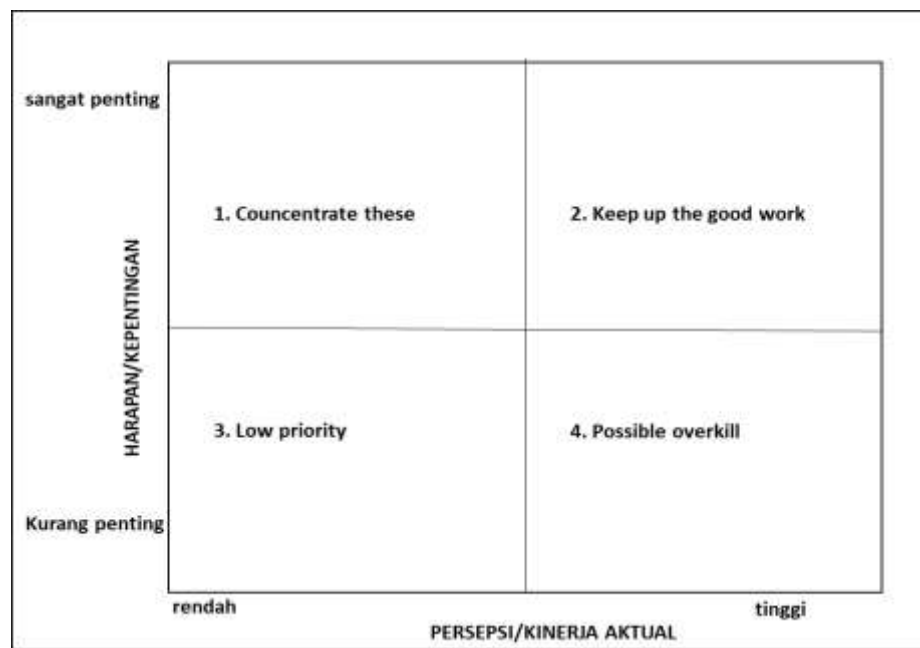 sangat penting
1. Councentrate these
2. Keep up the good work
HARAPAN/KEPENTINGAN
3. Low priority
4. Possible overkill
Kurang penting
rendah
tinggi
PERSEPSI/KINERJA AKTUAL